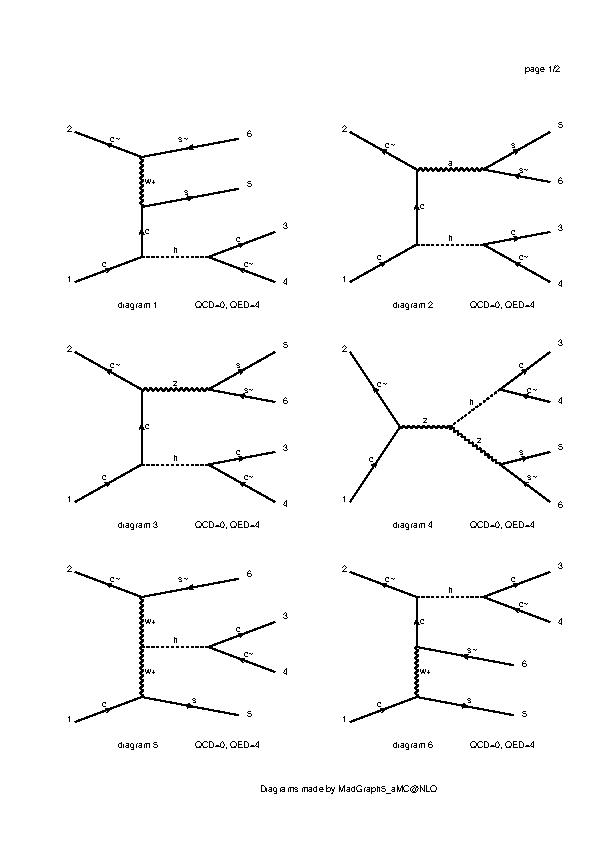 page 1/2
2 c~ s~ 6
w+
s 5
c
1 c h c 3
c~ 4
diagram 1 QCD=0, QED=4
2 c~ a s 5
s~ 6
c
1 c h c 3
c~ 4
diagram 2 QCD=0, QED=4
2 c~ z s 5
s~ 6
c
1 c h c 3
c~ 4
diagram 3 QCD=0, QED=4
2 c~ c 3
h c~ 4
z
z s 5
1 c s~ 6
diagram 4 QCD=0, QED=4
2 c~ s~ 6
w+
h c 3
c~ 4
w+
1 c s 5
diagram 5 QCD=0, QED=4
2 c~ h c 3
c~ 4
c
s~ 6
w+
1 c s 5
diagram 6 QCD=0, QED=4
Diagrams made by MadGraph5_aMC@NLO